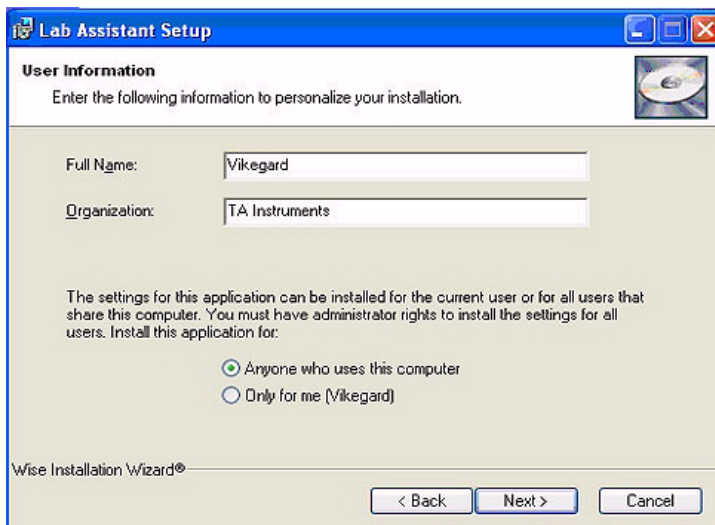 Lab Assistant Setup
User Information
Enter the following information to personalize your installation.
Full Name:
Vikegard
Organization:
TA Instruments
The settings for this application can be installed for the current user or for all users that
share this computer. You must have administrator rights to install the settings for all
users. Install this application for:
Anyone who uses this computer
Only for me (Vikegard)
Wise Installation Wizard®
< Back Next > Cancel